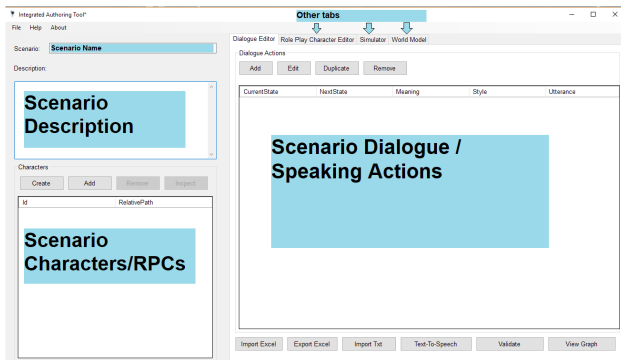 Integrated Authoring Tool*
Other tabs
File Help About
Scenario: Scenario Name
Dialogue Editor Role Play Character Editor Simulator World Model
Dialogue Actions
Description:
Add Edit Duplicate Remove
CurrentState NextState Meaning Style Utterance
Scenario
Description
Scenario Dialogue /
Speaking Actions
Characters
Create Add Remove Inspect
Id RelativePath
Scenario
Characters/RPCs
Import Excel Export Excel Import Txt Text-To-Speech Validate View Graph